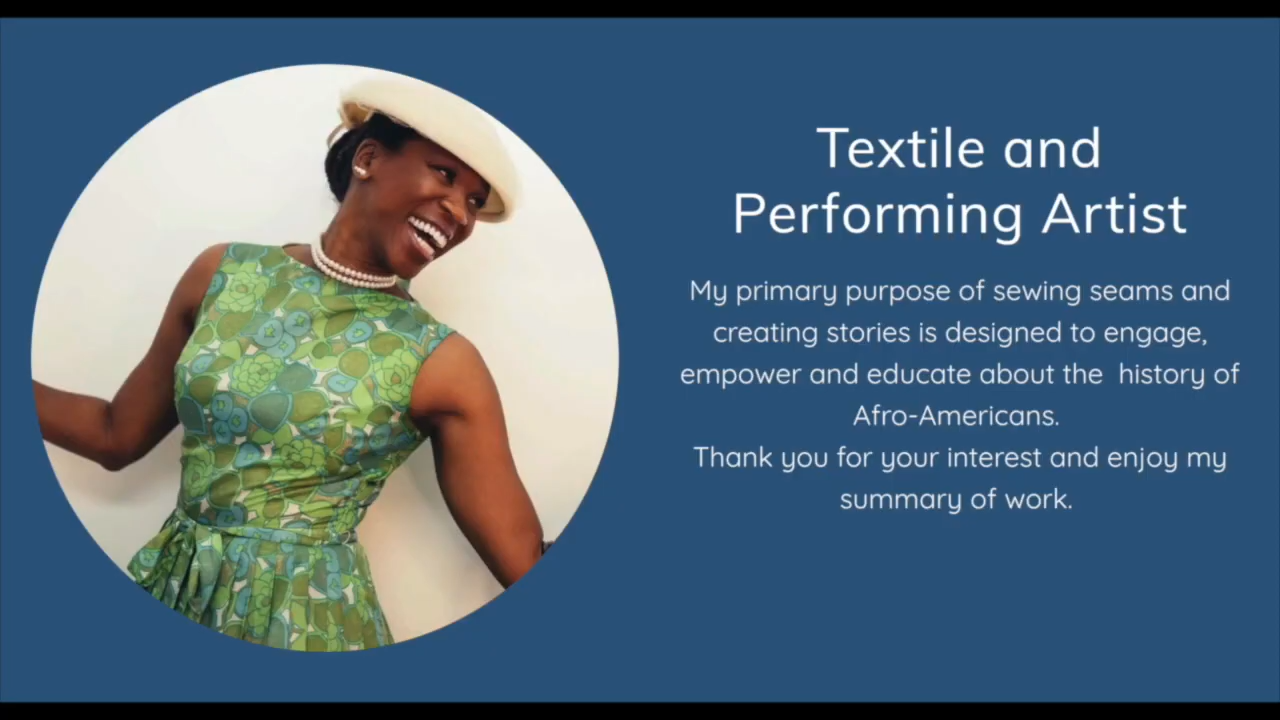 Textile and
Performing Artist
My primary purpose of sewing seams and
creating stories is designed to engage,
empower and educate about the  history of
Afro-Americans.
Thank you for your interest and enjoy my
summary of work.